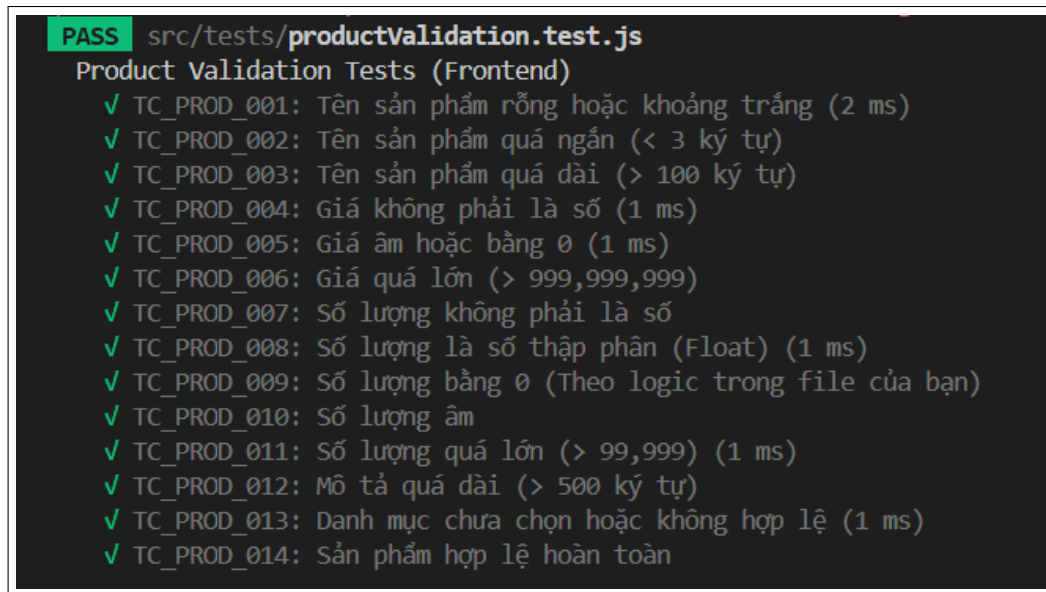 PASS src/tests/productValidation.test.js
Product Validation Tests (Frontend)
√ TC_PROD_001: Tên sản phẩm rỗng hoặc khoảng trắng (2 ms)
√ TC_PROD_002: Tên sản phẩm quá ngắn (< 3 ký tự)
√ TC_PROD_003: Tên sản phẩm quá dài (> 100 ký tự)
√ TC_PROD_004: Giá không phải là số (1 ms)
√ TC_PROD_005: Giá âm hoặc bằng 0 (1 ms)
√ TC_PROD_006: Giá quá lớn (> 999,999,999)
√ TC_PROD_007: Số lượng không phải là số
√ TC_PROD_008: Số lượng là số thập phân (Float) (1 ms)
√ TC_PROD_009: Số lượng bằng 0 (Theo logic trong file của bạn)
√ TC_PROD_010: Số lượng âm
√ TC_PROD_011: Số lượng quá lớn (> 99,999) (1 ms)
√ TC_PROD_012: Mô tả quá dài (> 500 ký tự)
√ TC_PROD_013: Danh mục chưa chọn hoặc không hợp lệ (1 ms)
√ TC_PROD_014: Sản phẩm hợp lệ hoàn toàn